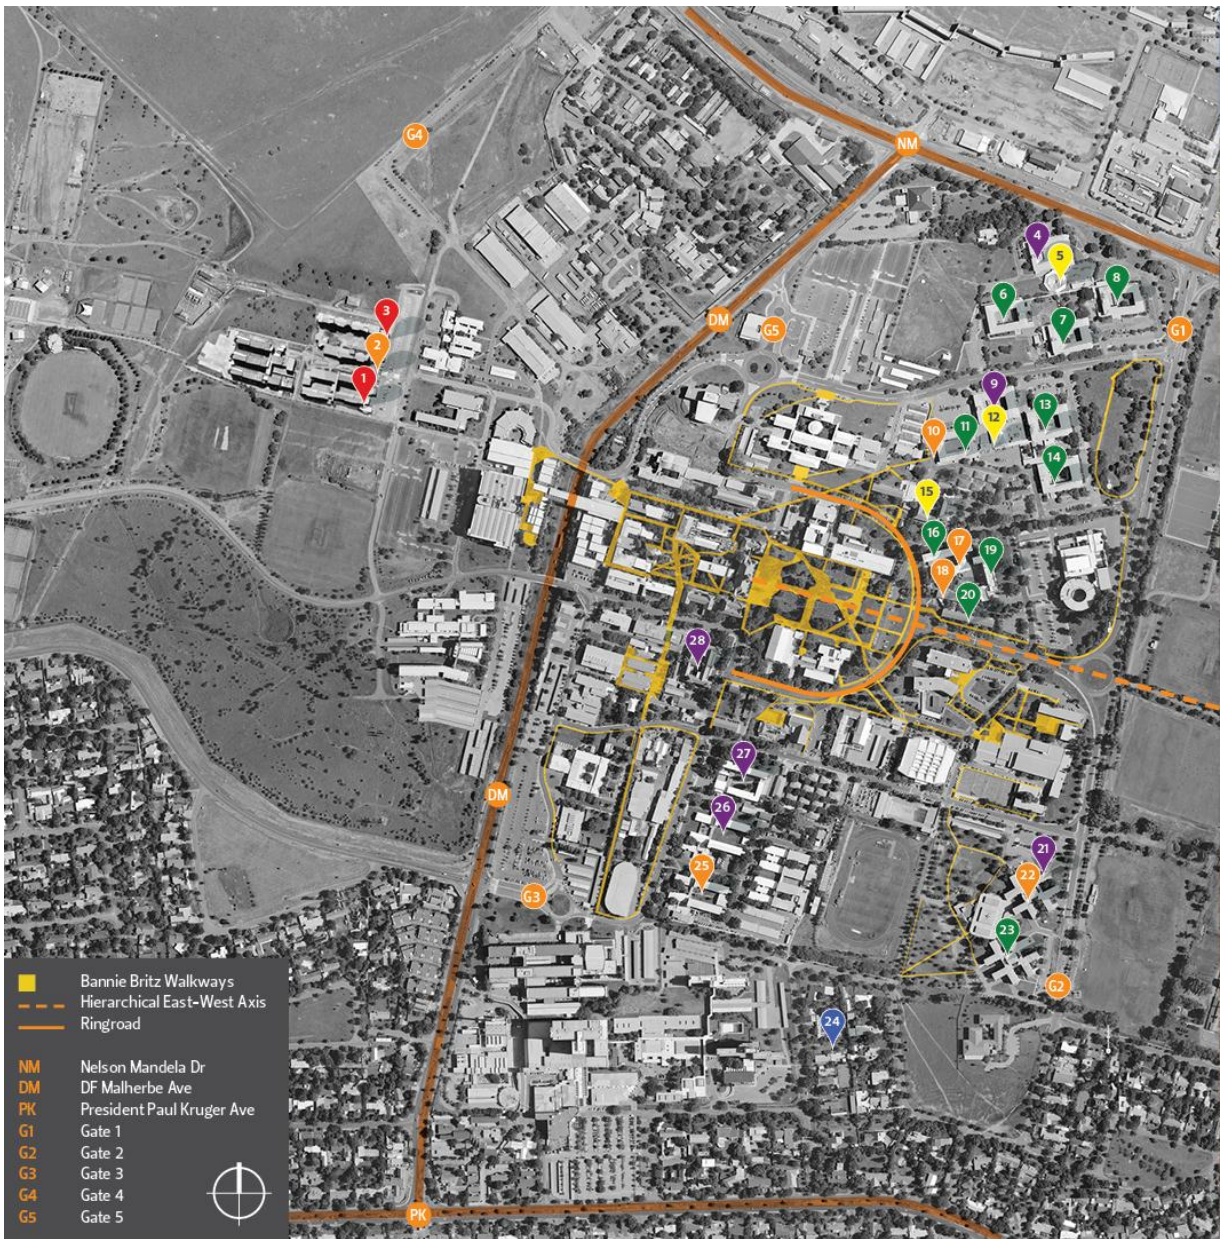 NM
G4
4
5
8
6
7
3
DM
G5
G1
2
1
9
12
13
10
11
14
15
16
17
19
18
20
28
27
DM
26
21
25
22
G3
23
G2
24
Bannie Britz Walkways
Hierarchical East-West Axis
Ringroad
NM Nelson Mandela Dr
DM DF Malherbe Ave
PK President Paul Kruger Ave
G1 Gate 1
G2 Gate 2
G3 Gate 3
G4 Gate 4
G5 Gate 5
PK